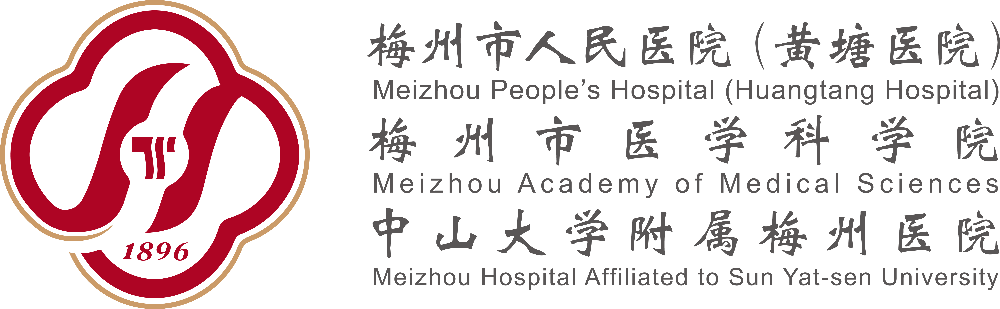 1896
梅州市人民医院（黄塘医院）
Meizhou People’s Hospital (Huangtang Hospital)
梅州市医学科学院
Meizhou Academy of Medical Sciences
中山大学附属梅州医院
Meizhou Hospital Affiliated to Sun Yat-sen University